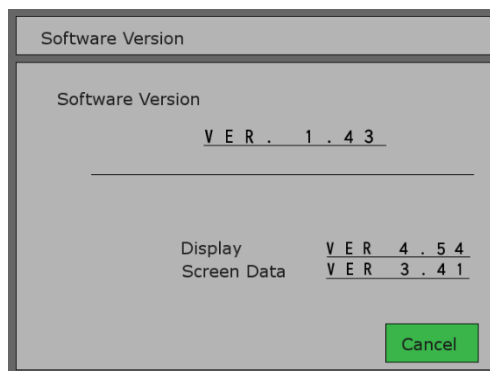 Software Version
Software Version
VER. 1.43
Display VER 4.54
Screen Data VER 3.41
Cancel